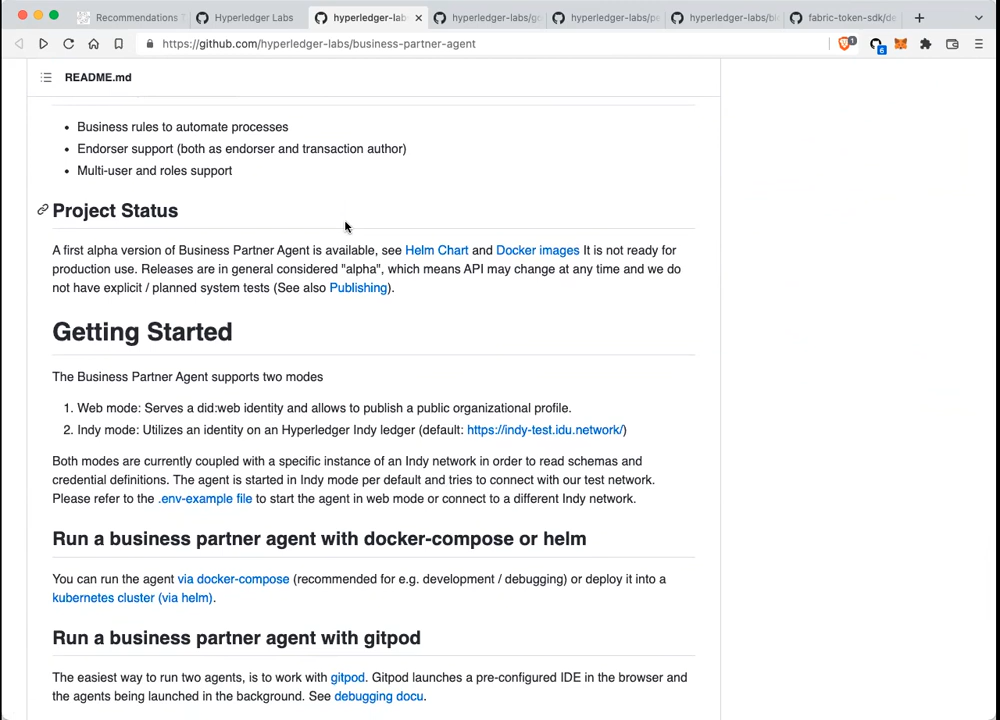 Recommendations
Hyperledger Labs
hyperledger-lab
hyperledger-labs/g
hyperledger-labs/pe
hyperledger-labs/bl
fabric-token-sdk/de
https://github.com/hyperledger-labs/business-partner-agent
1
6
README.md
Business rules to automate processes
Endorser support (both as endorser and transaction author)
Multi-user and roles support
Project Status
A first alpha version of Business Partner Agent is available, see Helm Chart and Docker images It is not ready for
production use. Releases are in general considered "alpha", which means API may change at any time and we do
not have explicit / planned system tests (See also Publishing).
Getting Started
The Business Partner Agent supports two modes
1. Web mode: Serves a did:web identity and allows to publish a public organizational profile.
2. Indy mode: Utilizes an identity on an Hyperledger Indy ledger (default: https://indy-test.idu.network/)
Both modes are currently coupled with a specific instance of an Indy network in order to read schemas and
credential definitions. The agent is started in Indy mode per default and tries to connect with our test network.
Please refer to the .env-example file to start the agent in web mode or connect to a different Indy network.
Run a business partner agent with docker-compose or helm
You can run the agent via docker-compose (recommended for e.g. development / debugging) or deploy it into a
kubernetes cluster (via helm).
Run a business partner agent with gitpod
The easiest way to run two agents, is to work with gitpod. Gitpod launches a pre-configured IDE in the browser and
the agents being launched in the background. See debugging docu.